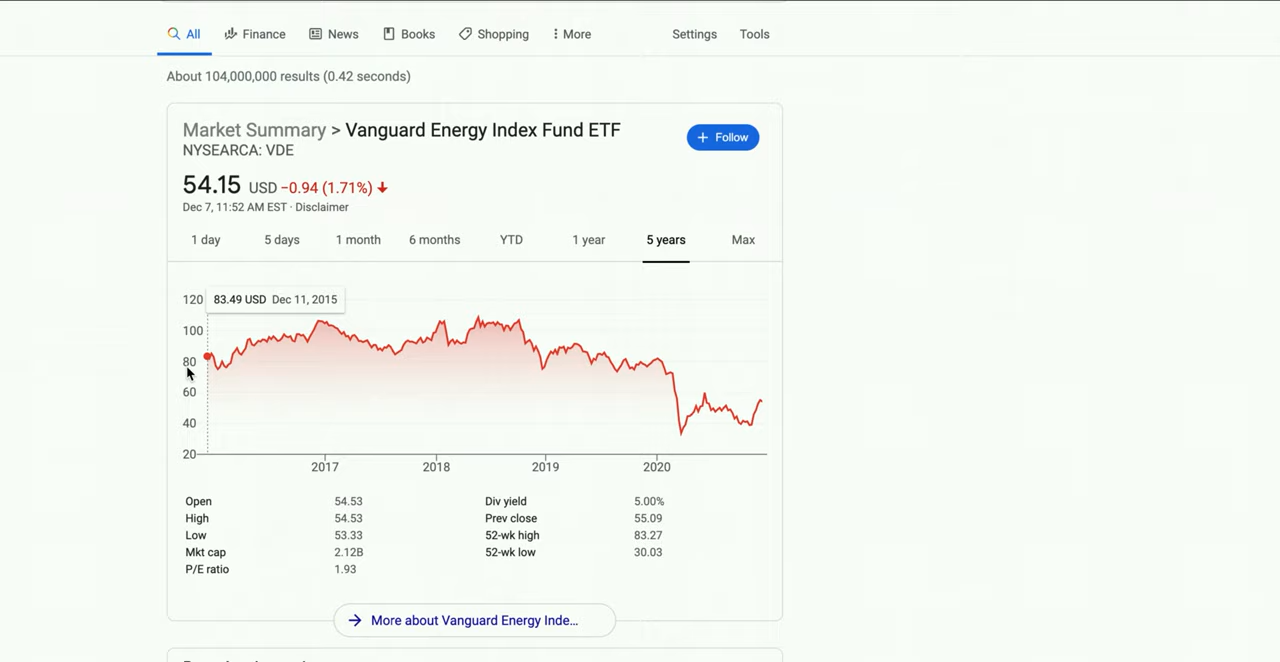 All Finance News Books Shopping More Settings Tools
About 104,000,000 results (0.42 seconds)
Market Summary > Vanguard Energy Index Fund ETF
+ Follow
NYSEARCA: VDE
54.15 USD −0.94 (1.71%)
Dec 7, 11:52 AM EST · Disclaimer
1 day 5 days 1 month 6 months YTD 1 year 5 years Max
83.49 USD Dec 11, 2015
120
100
80
60
40
20
2017 2018 2019 2020
Open 54.53 Div yield 5.00%
High 54.53 Prev close 55.09
Low 53.33 52-wk high 83.27
Mkt cap 2.12B 52-wk low 30.03
P/E ratio 1.93
More about Vanguard Energy Inde...